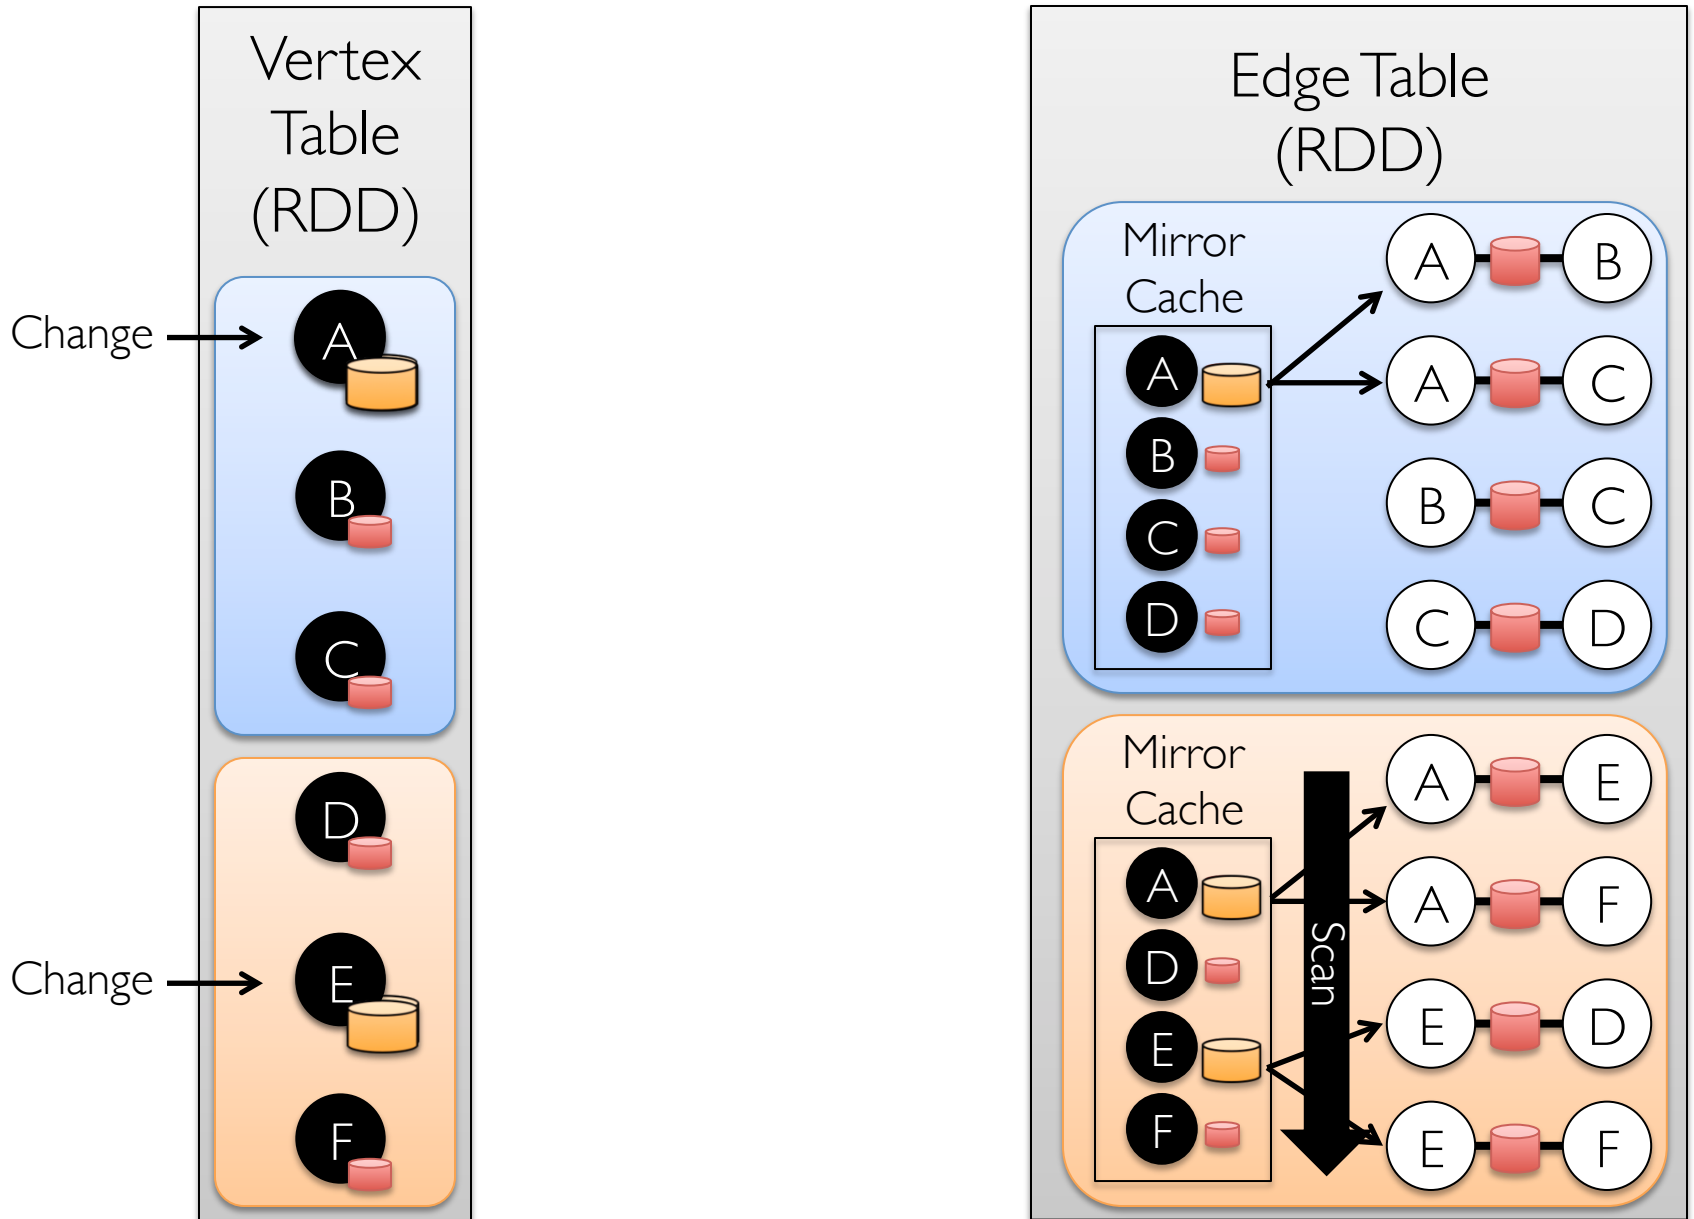 Vertex
Table
(RDD)
Change
A
B
C
D
Change
E
F
Edge Table
(RDD)
Mirror
Cache
A
B
C
D
A B
A C
B C
C D
Mirror
Cache
A
D
E
F
Scan
A E
A F
E D
E F